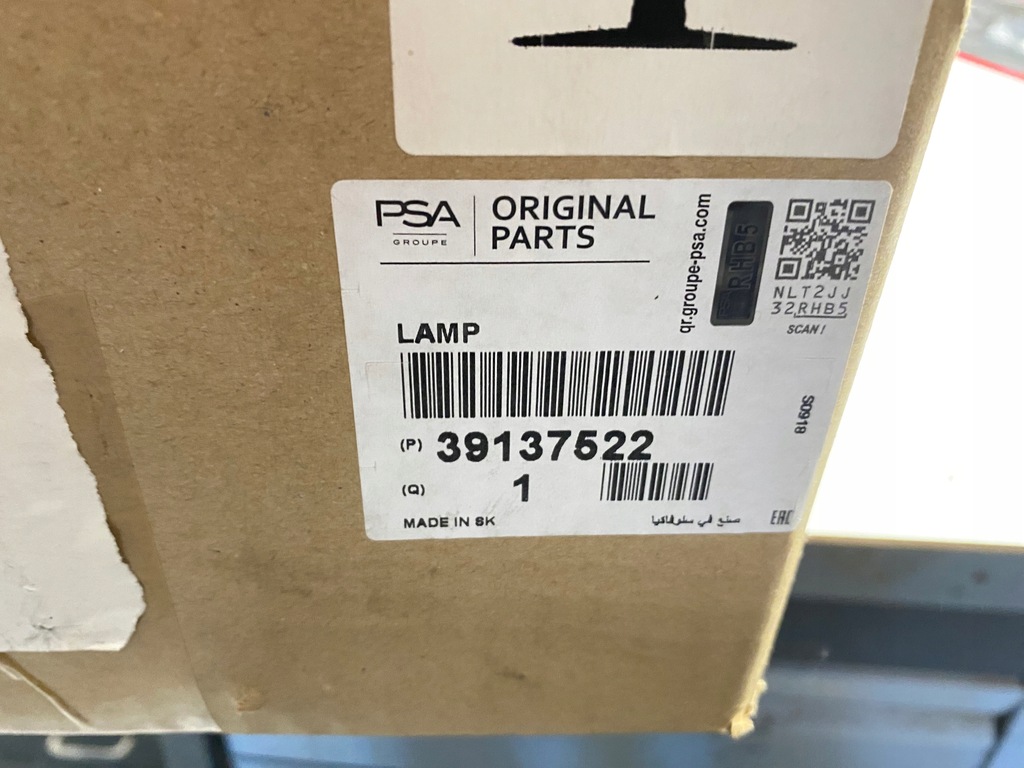 PSA
GROUPE
ORIGINAL
PARTS
qr.groupe-psa.com
RHB5
NLT2JJ
32RHB5
SCAN!
LAMP
S0918
(P) 39137522
(Q) 1
MADE IN SK
صنع في سلوفاكيا
EAC